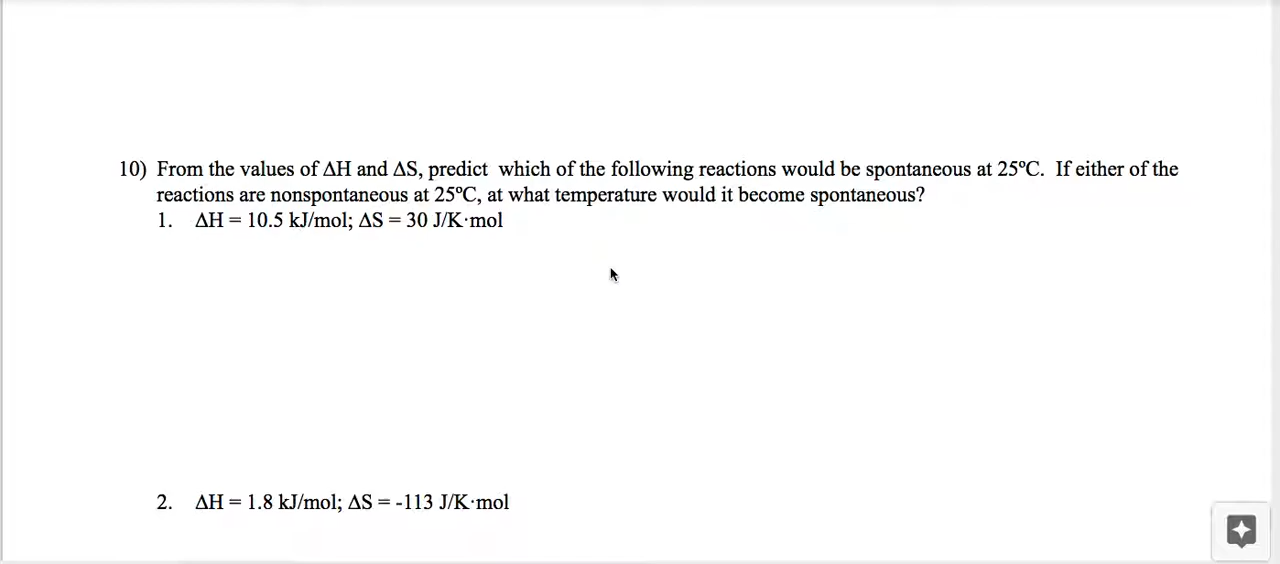 10) From the values of ΔH and ΔS, predict which of the following reactions would be spontaneous at 25ºC. If either of the
reactions are nonspontaneous at 25ºC, at what temperature would it become spontaneous?
1. ΔH = 10.5 kJ/mol; ΔS = 30 J/K·mol
2. ΔH = 1.8 kJ/mol; ΔS = -113 J/K·mol